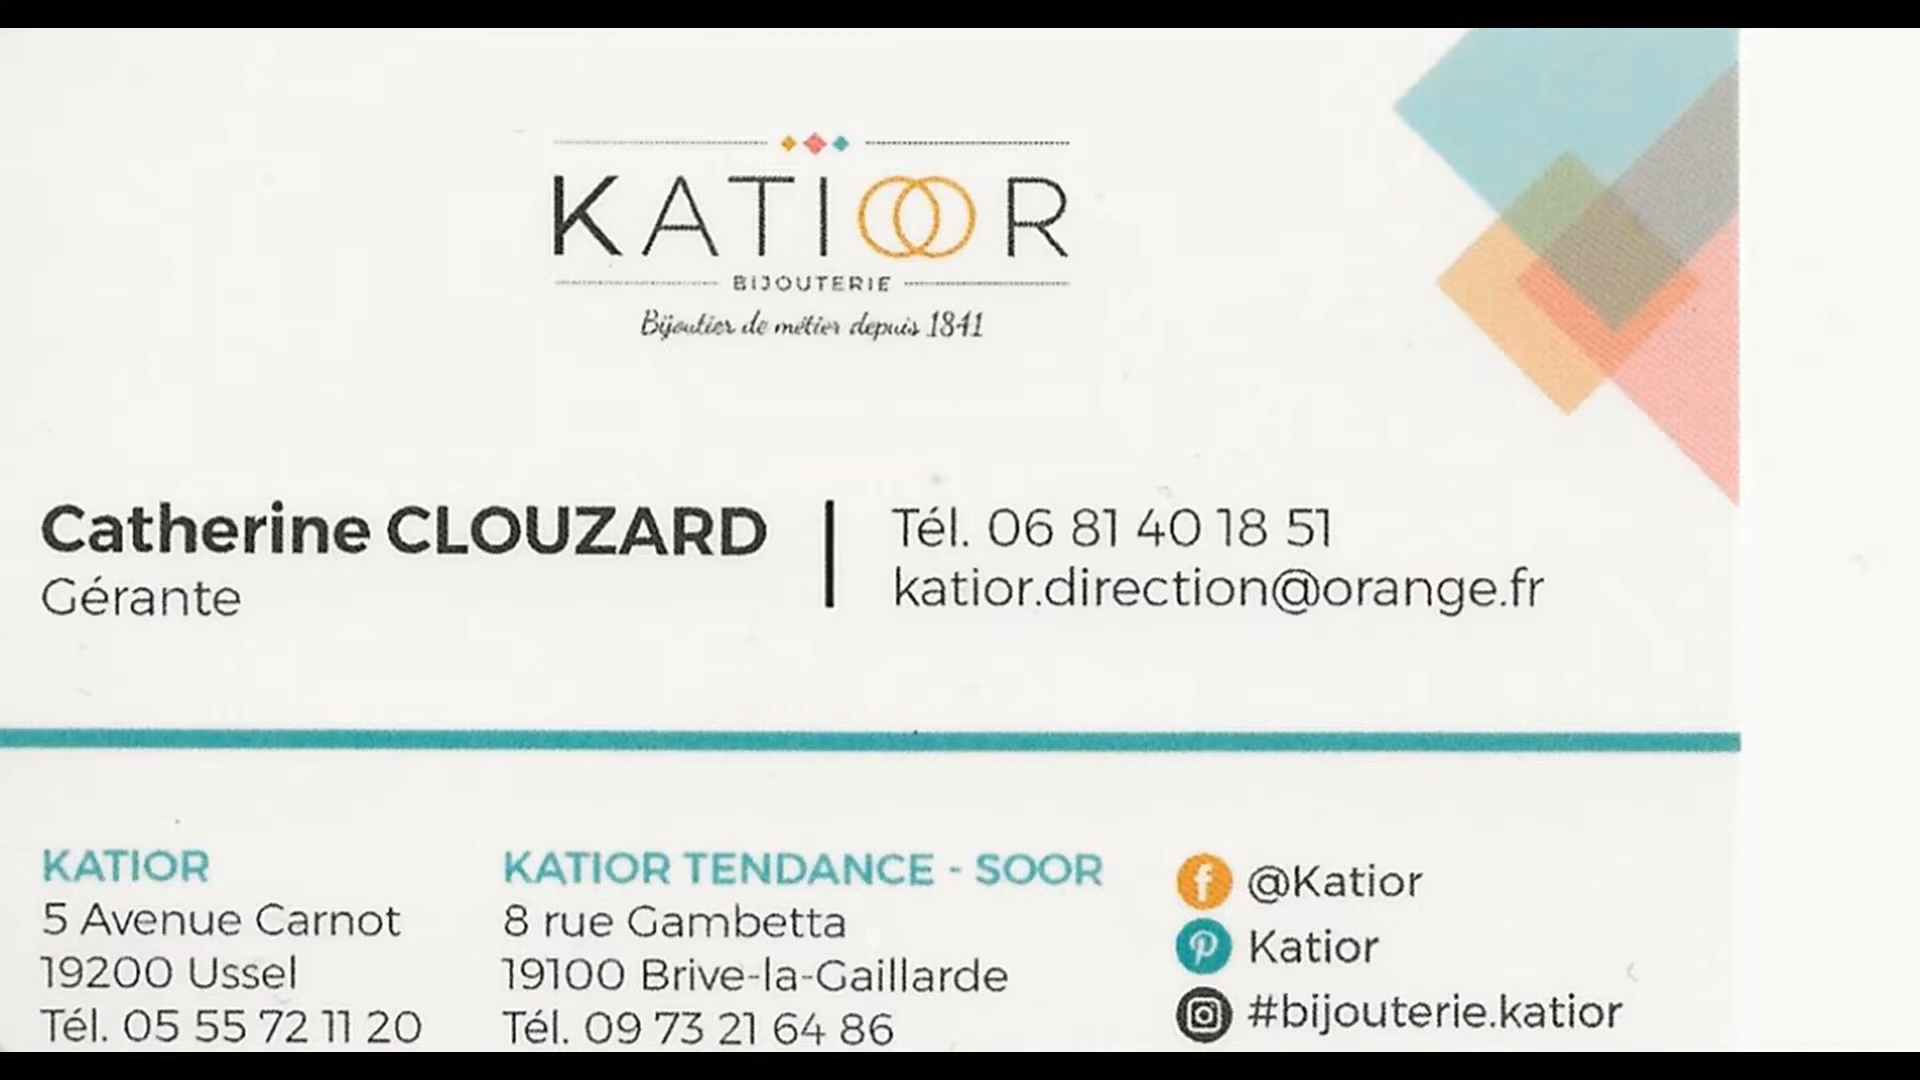 KATIOOR
BIJOUTERIE
Bijoutier de métier depuis 1841
Catherine CLOUZARD
Gérante
Tél. 06 81 40 18 51
katior.direction@orange.fr
KATIOR
5 Avenue Carnot
19200 Ussel
Tél. 05 55 72 11 20
KATIOR TENDANCE - SOOR
8 rue Gambetta
19100 Brive-la-Gaillarde
Tél. 09 73 21 64 86
@Katior
Katior
#bijouterie.katior